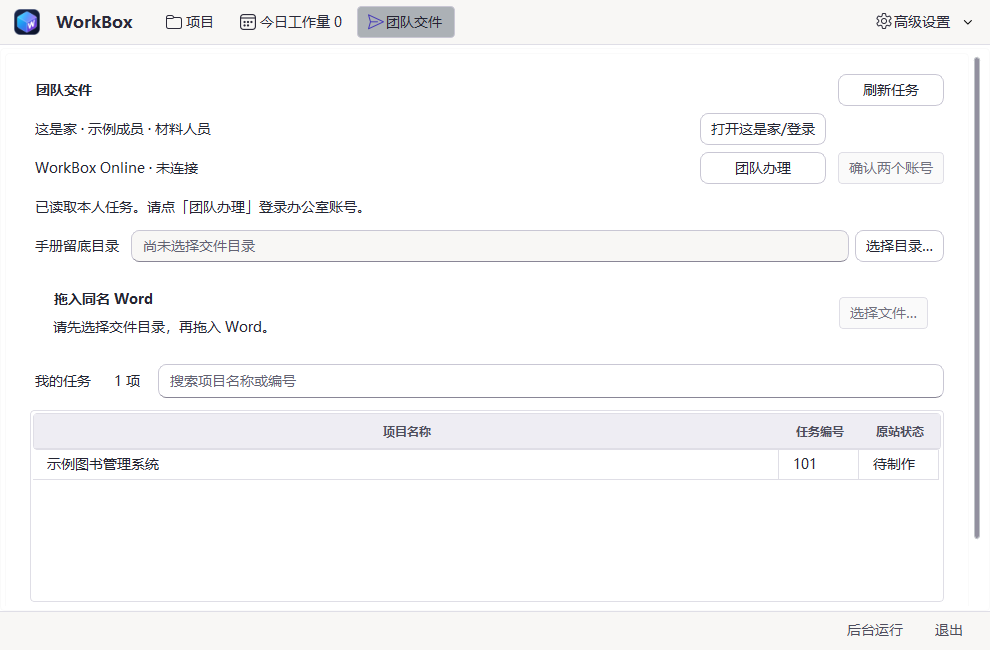 WorkBox 项目 今日工作量 0 团队交件 高级设置
团队交件 刷新任务
这是家 · 示例成员 · 材料人员 打开这是家/登录
WorkBox Online · 未连接 团队办理 确认两个账号
已读取本人任务。请点「团队办理」登录办公室账号。
手册留底目录 尚未选择交件目录 选择目录...
拖入同名 Word
请先选择交件目录，再拖入 Word。 选择文件...
我的任务 1 项 搜索项目名称或编号
项目名称 任务编号 原站状态
示例图书管理系统 101 待制作
后台运行 退出